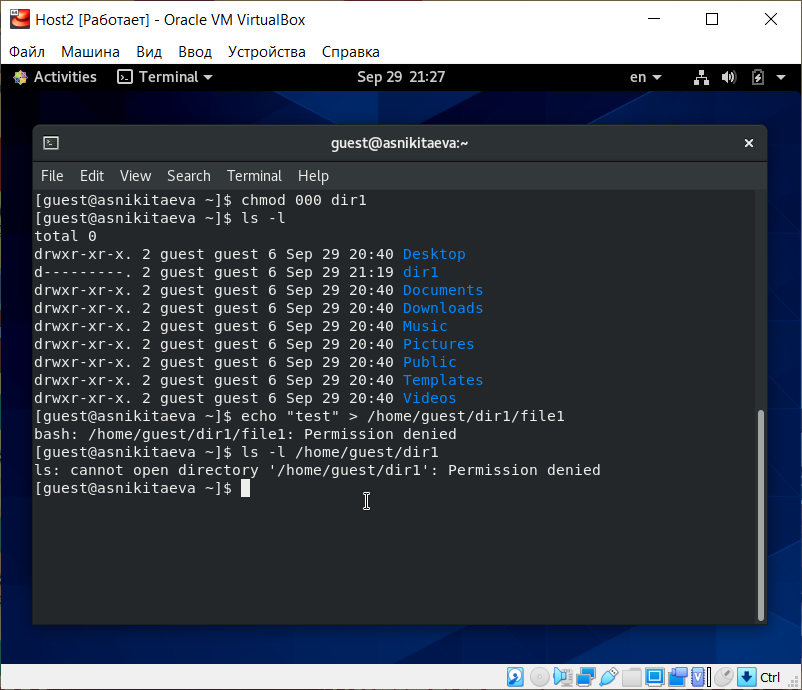 Host2 [Работает] - Oracle VM VirtualBox
Файл Машина Вид Ввод Устройства Справка
Activities Terminal Sep 29 21:27 en
guest@asnikitaeva:~
File Edit View Search Terminal Help
[guest@asnikitaeva ~]$ chmod 000 dir1
[guest@asnikitaeva ~]$ ls -l
total 0
drwxr-xr-x. 2 guest guest 6 Sep 29 20:40 Desktop
d---------. 2 guest guest 6 Sep 29 21:19 dir1
drwxr-xr-x. 2 guest guest 6 Sep 29 20:40 Documents
drwxr-xr-x. 2 guest guest 6 Sep 29 20:40 Downloads
drwxr-xr-x. 2 guest guest 6 Sep 29 20:40 Music
drwxr-xr-x. 2 guest guest 6 Sep 29 20:40 Pictures
drwxr-xr-x. 2 guest guest 6 Sep 29 20:40 Public
drwxr-xr-x. 2 guest guest 6 Sep 29 20:40 Templates
drwxr-xr-x. 2 guest guest 6 Sep 29 20:40 Videos
[guest@asnikitaeva ~]$ echo "test" > /home/guest/dir1/file1
bash: /home/guest/dir1/file1: Permission denied
[guest@asnikitaeva ~]$ ls -l /home/guest/dir1
ls: cannot open directory '/home/guest/dir1': Permission denied
[guest@asnikitaeva ~]$
Ctrl